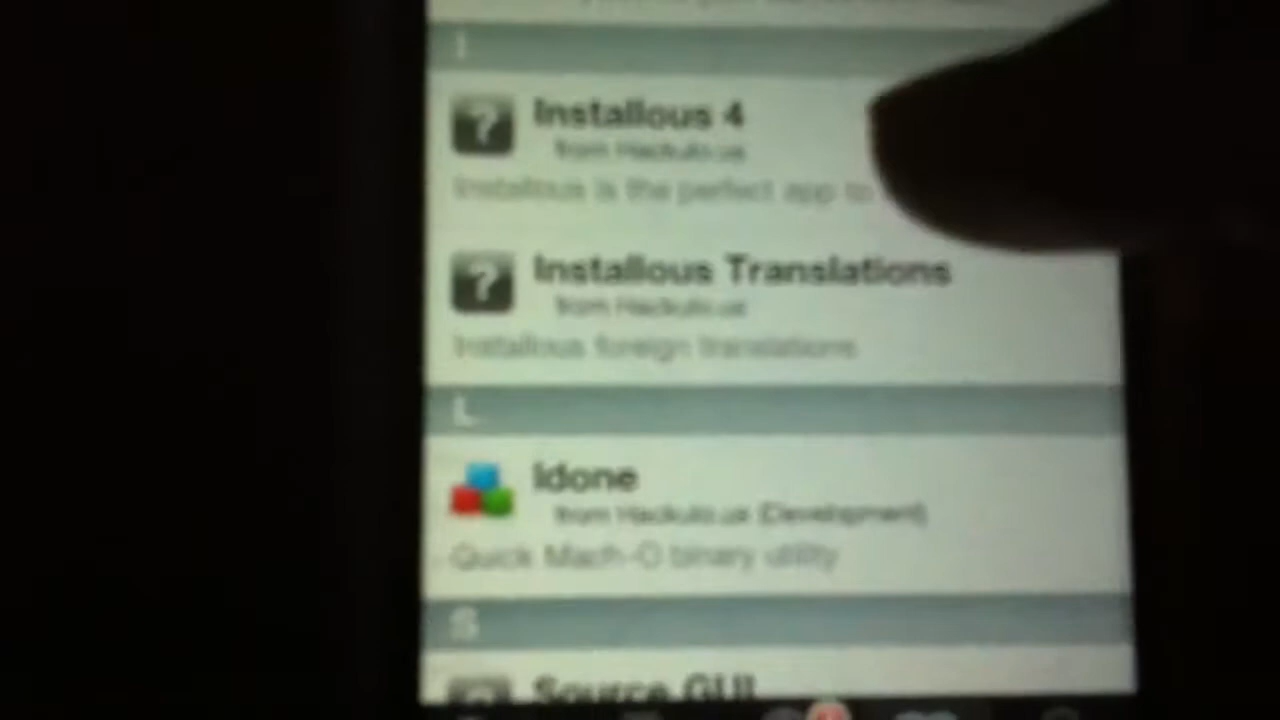 I
Installous 4
from Hackulo.us
Installous is the perfect app to
Installous Translations
from Hackulo.us
Installous foreign translations
L
ldone
from Hackulo.us (Development)
Quick Mach-O binary utility
S
Source GUI